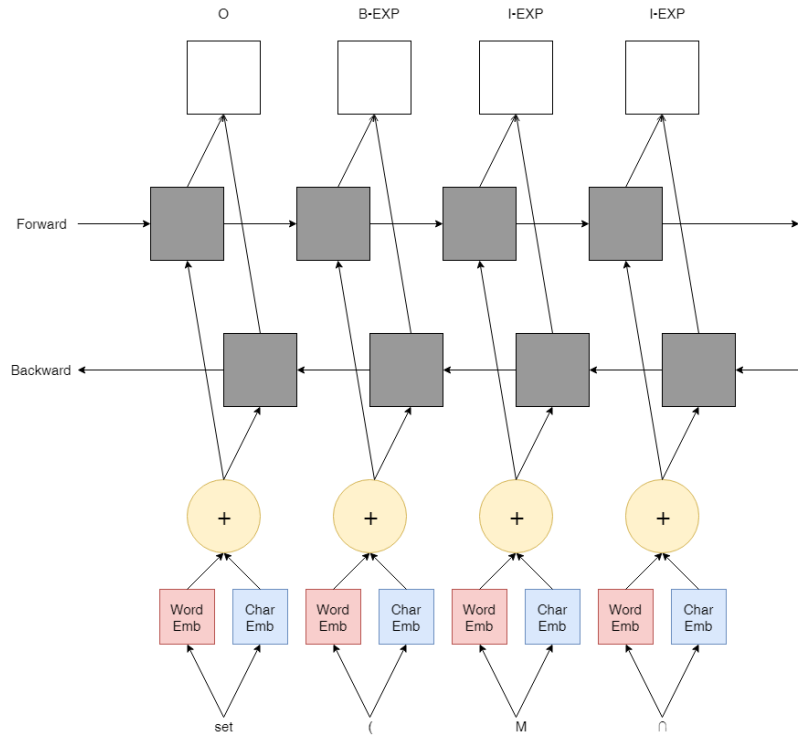 O B-EXP I-EXP I-EXP
Forward
Backward
+ + + +
Word Emb Char Emb Word Emb Char Emb Word Emb Char Emb Word Emb Char Emb
set ( M ∩